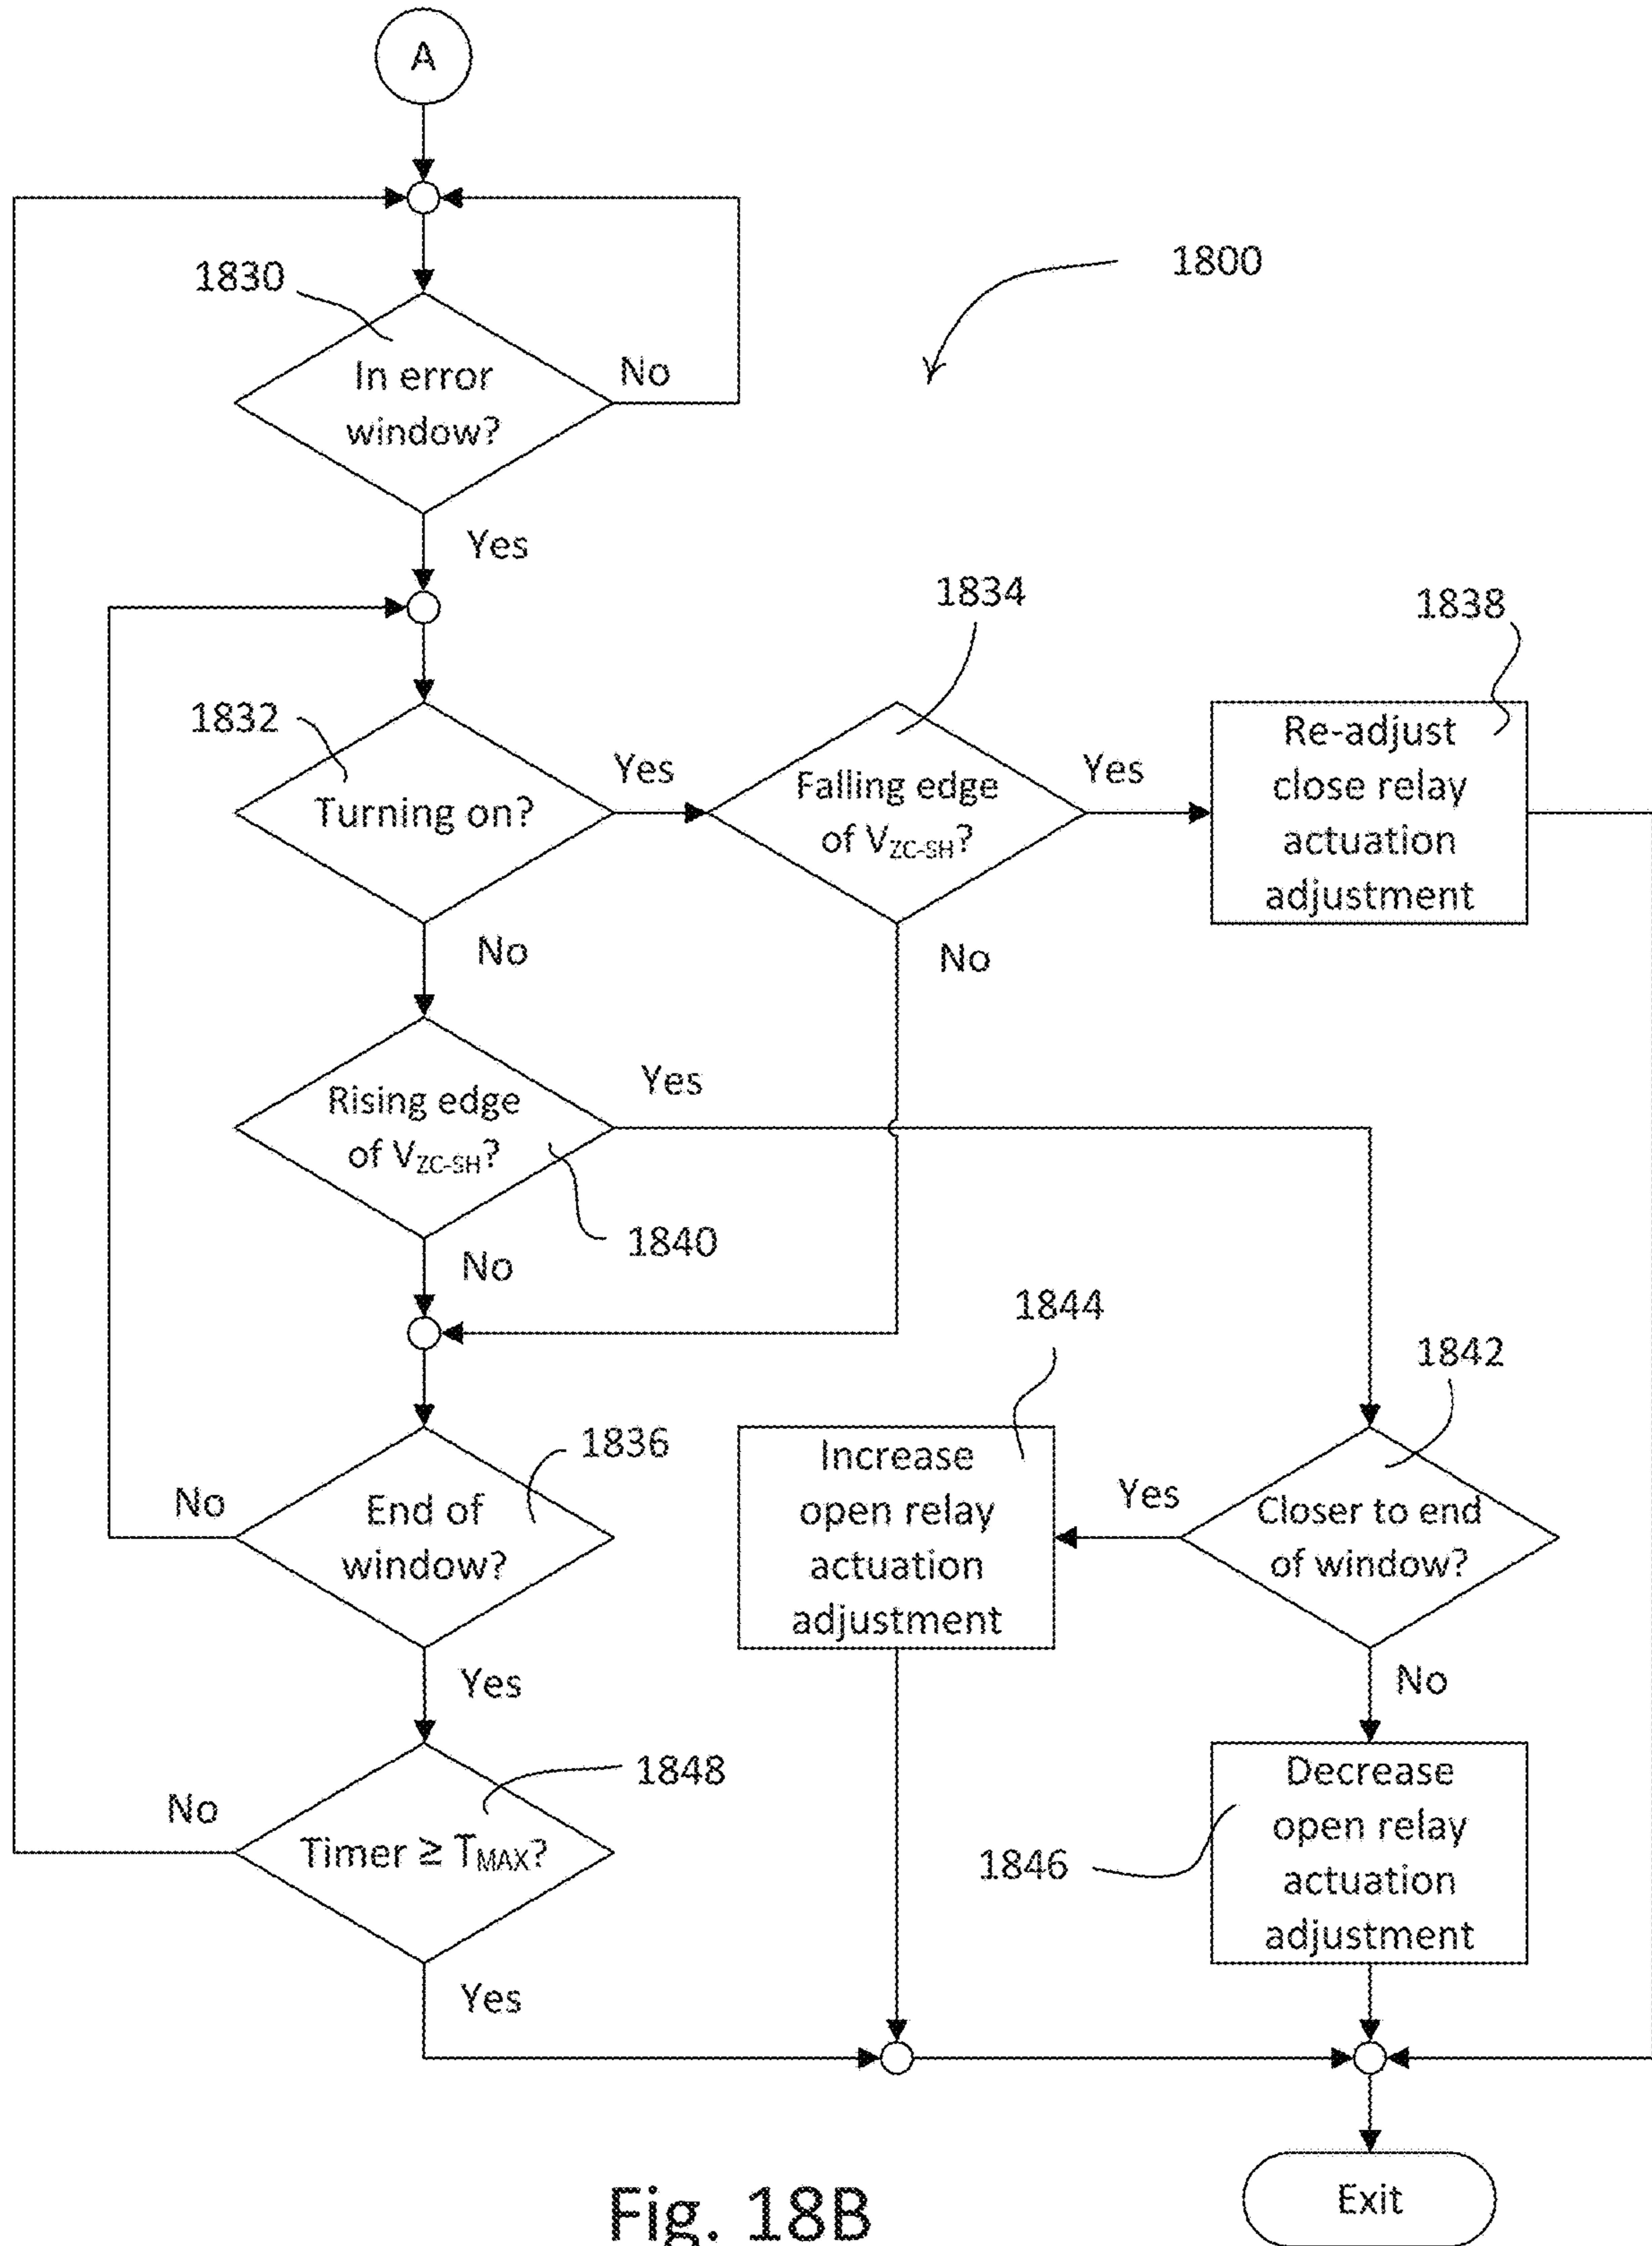 A
1800
1830
In error
window?
No
Yes
1834
1838
1832
Turning on?
Yes
Falling edge
of VZC-SH?
Yes
Re-adjust
close relay
actuation
adjustment
No
No
Rising edge
of VZC-SH?
Yes
1840
No
1844
1842
1836
End of
window?
No
Increase
open relay
actuation
adjustment
Yes
Closer to end
of window?
Yes
No
1848
Timer ≥ TMAX?
No
Decrease
open relay
actuation
adjustment
1846
Yes
Exit
Fig. 18B